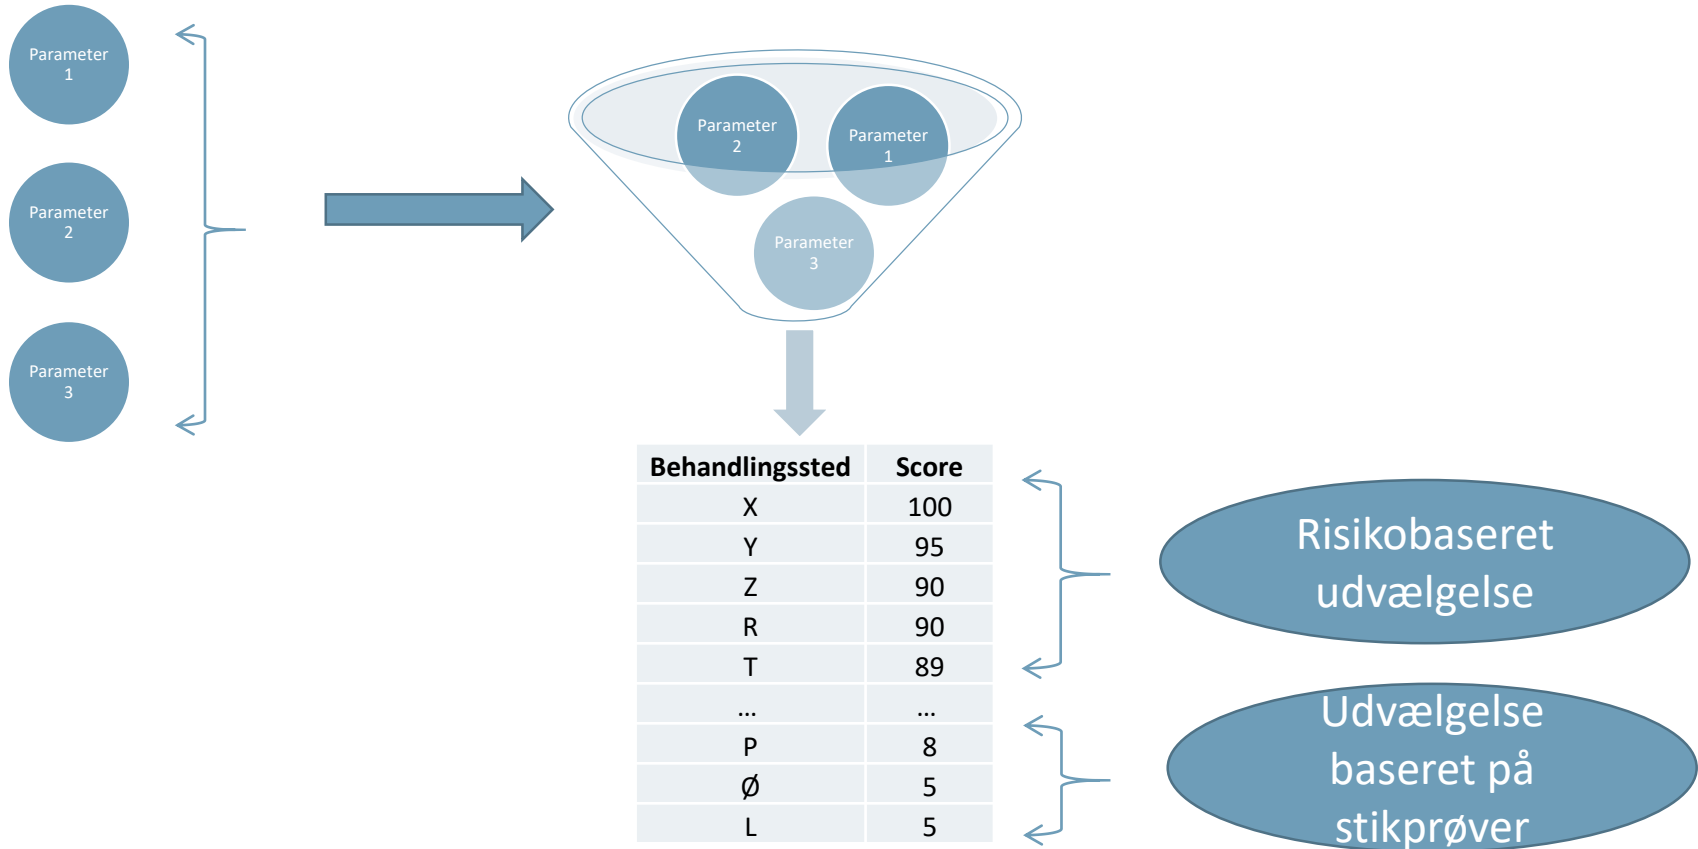 Parameter
1
Parameter
2
Parameter
3
Parameter
2
Parameter
1
Parameter
3
Behandlingssted Score
X 100
Y 95
Z 90
R 90
T 89
... ...
P 8
Ø 5
L 5
Risikobaseret
udvælgelse
Udvælgelse
baseret på
stikprøver